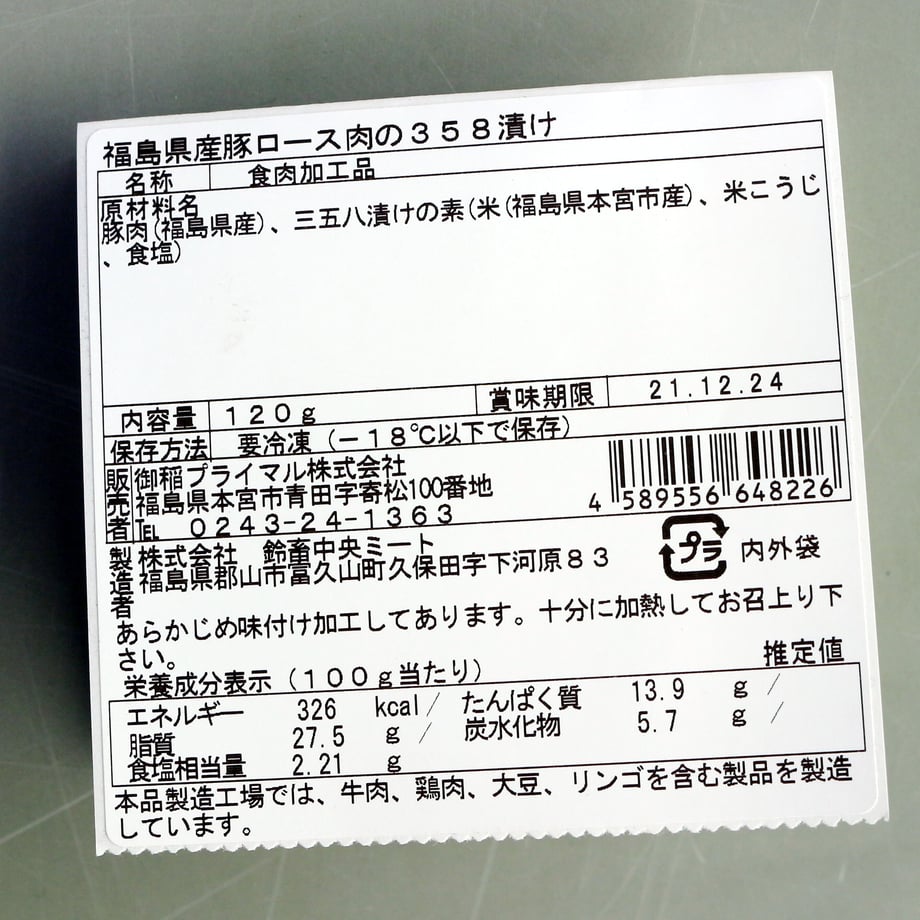 福島県産豚ロース肉の３５８漬け
名称 食肉加工品
原材料名
豚肉(福島県産)、三五八漬けの素(米(福島県本宮市産)、米こうじ
、食塩)
内容量 １２０ｇ 賞味期限 21.12.24
保存方法 要冷凍（－１８℃以下で保存）
販売者 御稲プライマル株式会社
福島県本宮市青田字寄松100番地
℡ ０２４３-２４-１３６３
4 589556 648226
製造者 株式会社 鈴畜中央ミート
福島県郡山市富久山町久保田字下河原８３
プラ 内外袋
あらかじめ味付け加工してあります。十分に加熱してお召上り下
さい。
栄養成分表示（１００ｇ当たり） 推定値
エネルギー 326 kcal/ たんぱく質 13.9 g /
脂質 27.5 g / 炭水化物 5.7 g /
食塩相当量 2.21 g
本品製造工場では、牛肉、鶏肉、大豆、リンゴを含む製品を製造
しています。